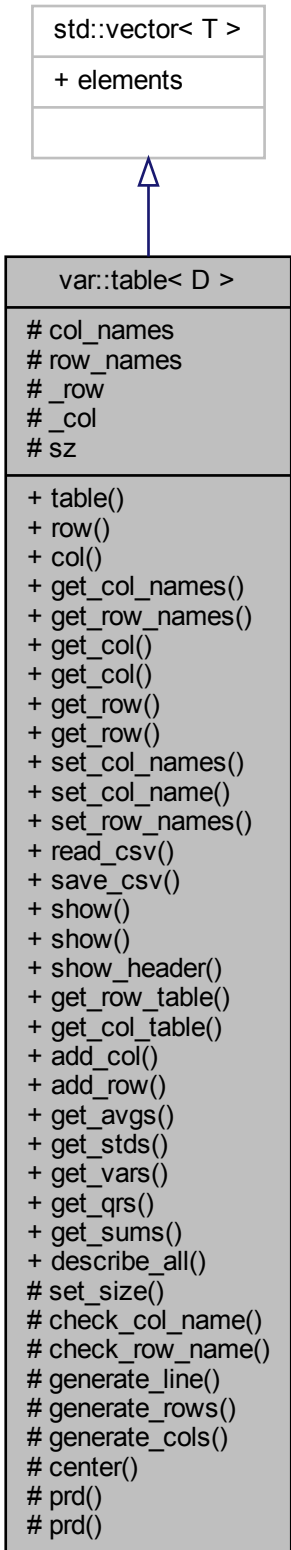 std::vector< T >
+ elements
var::table< D >
# col_names
# row_names
# _row
# _col
# sz
+ table()
+ row()
+ col()
+ get_col_names()
+ get_row_names()
+ get_col()
+ get_col()
+ get_row()
+ get_row()
+ set_col_names()
+ set_col_name()
+ set_row_names()
+ read_csv()
+ save_csv()
+ show()
+ show()
+ show_header()
+ get_row_table()
+ get_col_table()
+ add_col()
+ add_row()
+ get_avgs()
+ get_stds()
+ get_vars()
+ get_qrs()
+ get_sums()
+ describe_all()
# set_size()
# check_col_name()
# check_row_name()
# generate_line()
# generate_rows()
# generate_cols()
# center()
# prd()
# prd()